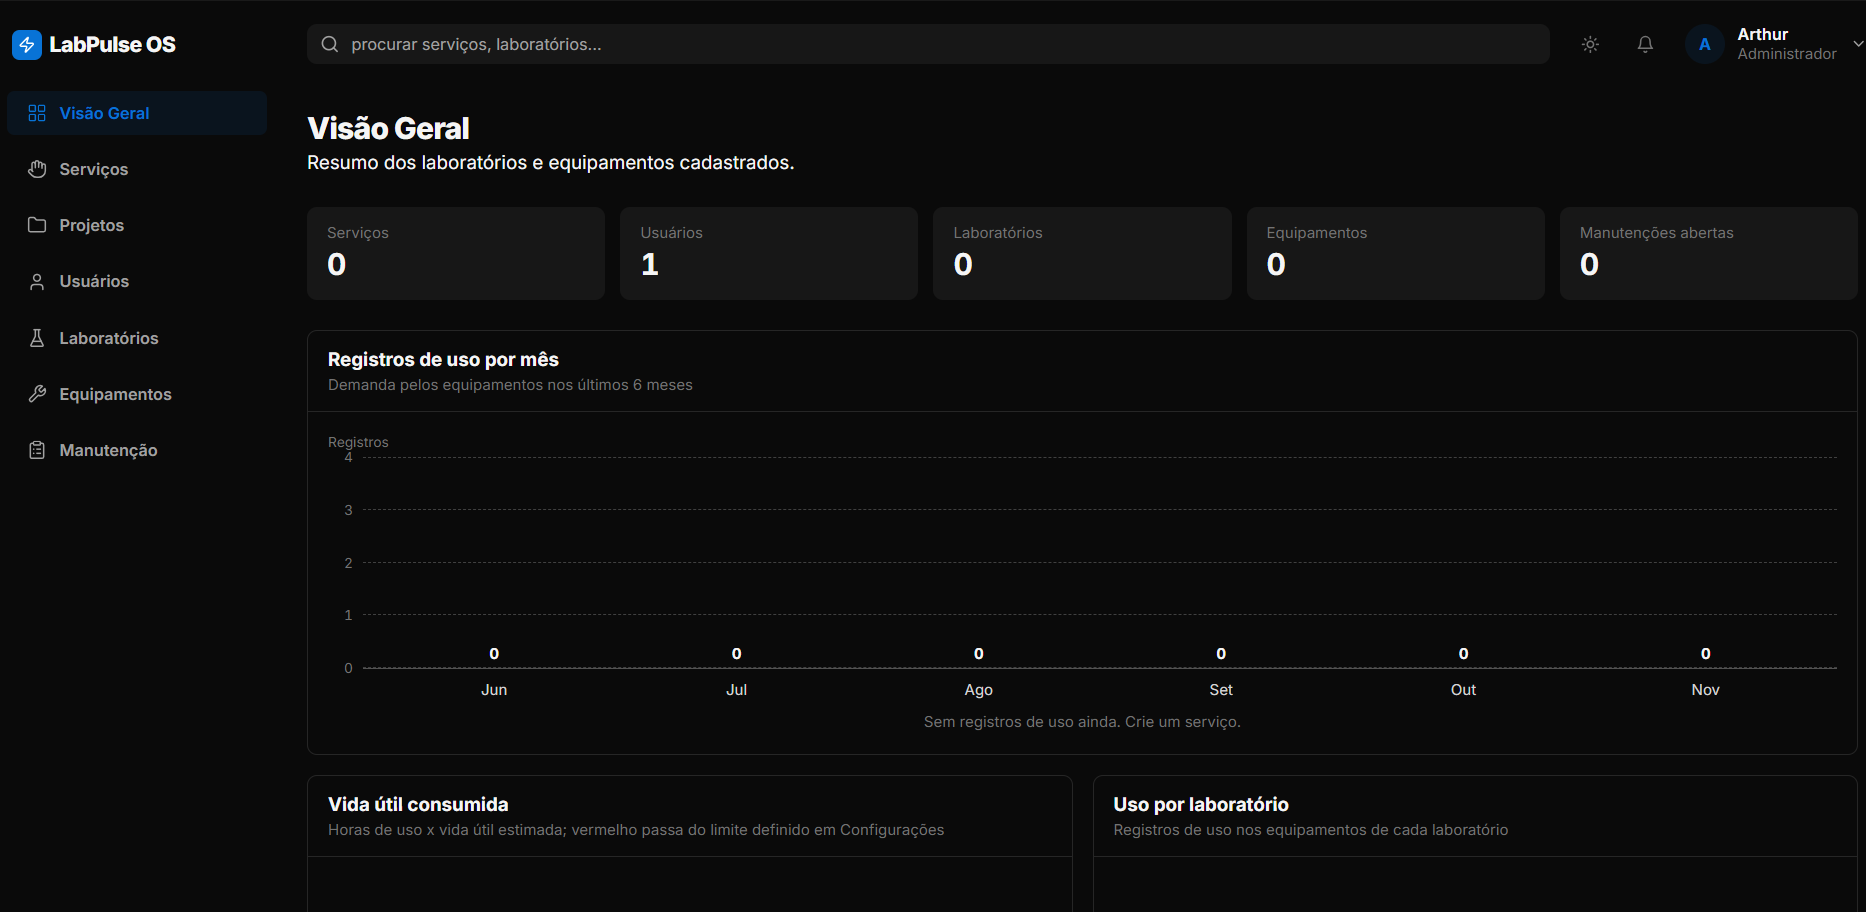 LabPulse OS
procurar serviços, laboratórios...
A
Arthur
Administrador
Visão Geral
Serviços
Projetos
Usuários
Laboratórios
Equipamentos
Manutenção
Visão Geral
Resumo dos laboratórios e equipamentos cadastrados.
Serviços
0
Usuários
1
Laboratórios
0
Equipamentos
0
Manutenções abertas
0
Registros de uso por mês
Demanda pelos equipamentos nos últimos 6 meses
Registros
4
3
2
1
0
0 0 0 0 0 0
Jun Jul Ago Set Out Nov
Sem registros de uso ainda. Crie um serviço.
Vida útil consumida
Horas de uso x vida útil estimada; vermelho passa do limite definido em Configurações
Uso por laboratório
Registros de uso nos equipamentos de cada laboratório